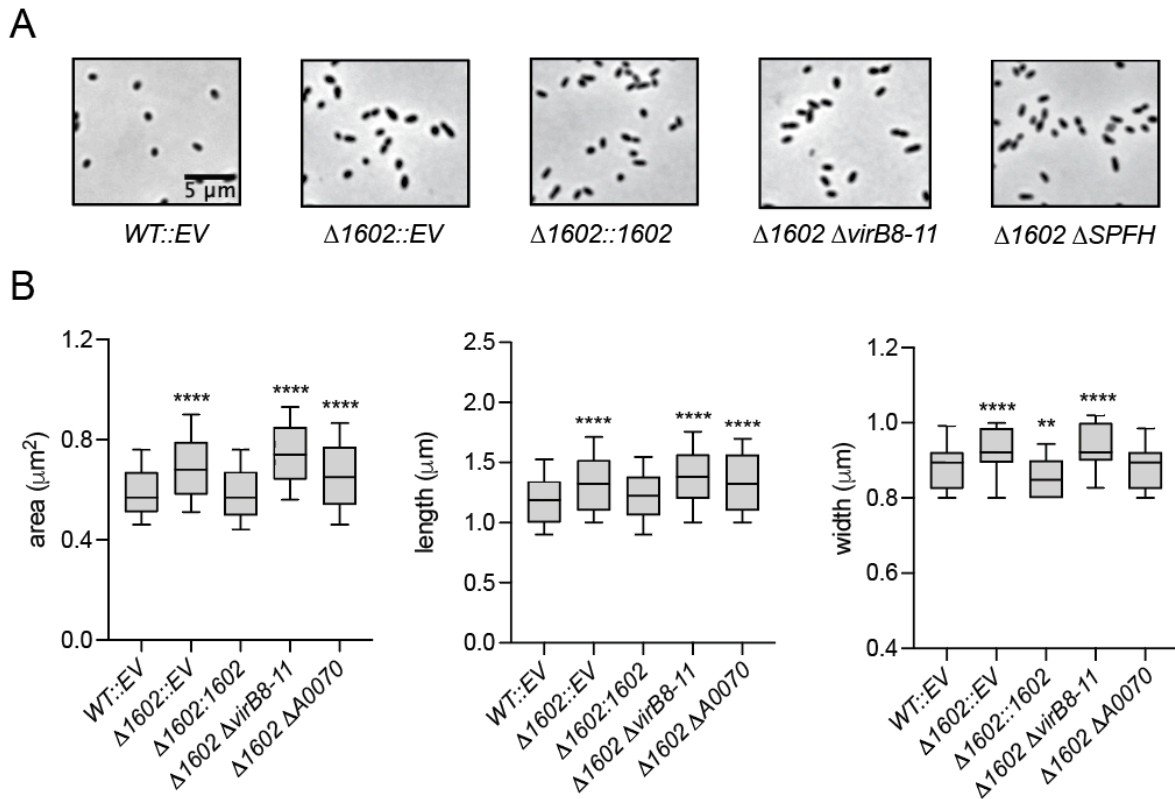 A
5 μm
WT::EV
Δ1602::EV
Δ1602::1602
Δ1602 ΔvirB8-11
Δ1602 ΔSPFH
B
area (μm²)
1.2
0.8
0.4
0.0
****
****
****
WT::EV
Δ1602::EV
Δ1602:1602
Δ1602 ΔvirB8-11
Δ1602 ΔA0070
length (μm)
2.5
2.0
1.5
1.0
0.5
0.0
****
****
****
WT::EV
Δ1602::EV
Δ1602:1602
Δ1602 ΔvirB8-11
Δ1602 ΔA0070
width (μm)
1.2
1.0
0.8
0.6
0.4
****
**
****
WT::EV
Δ1602::EV
Δ1602::1602
Δ1602 ΔvirB8-11
Δ1602 ΔA0070